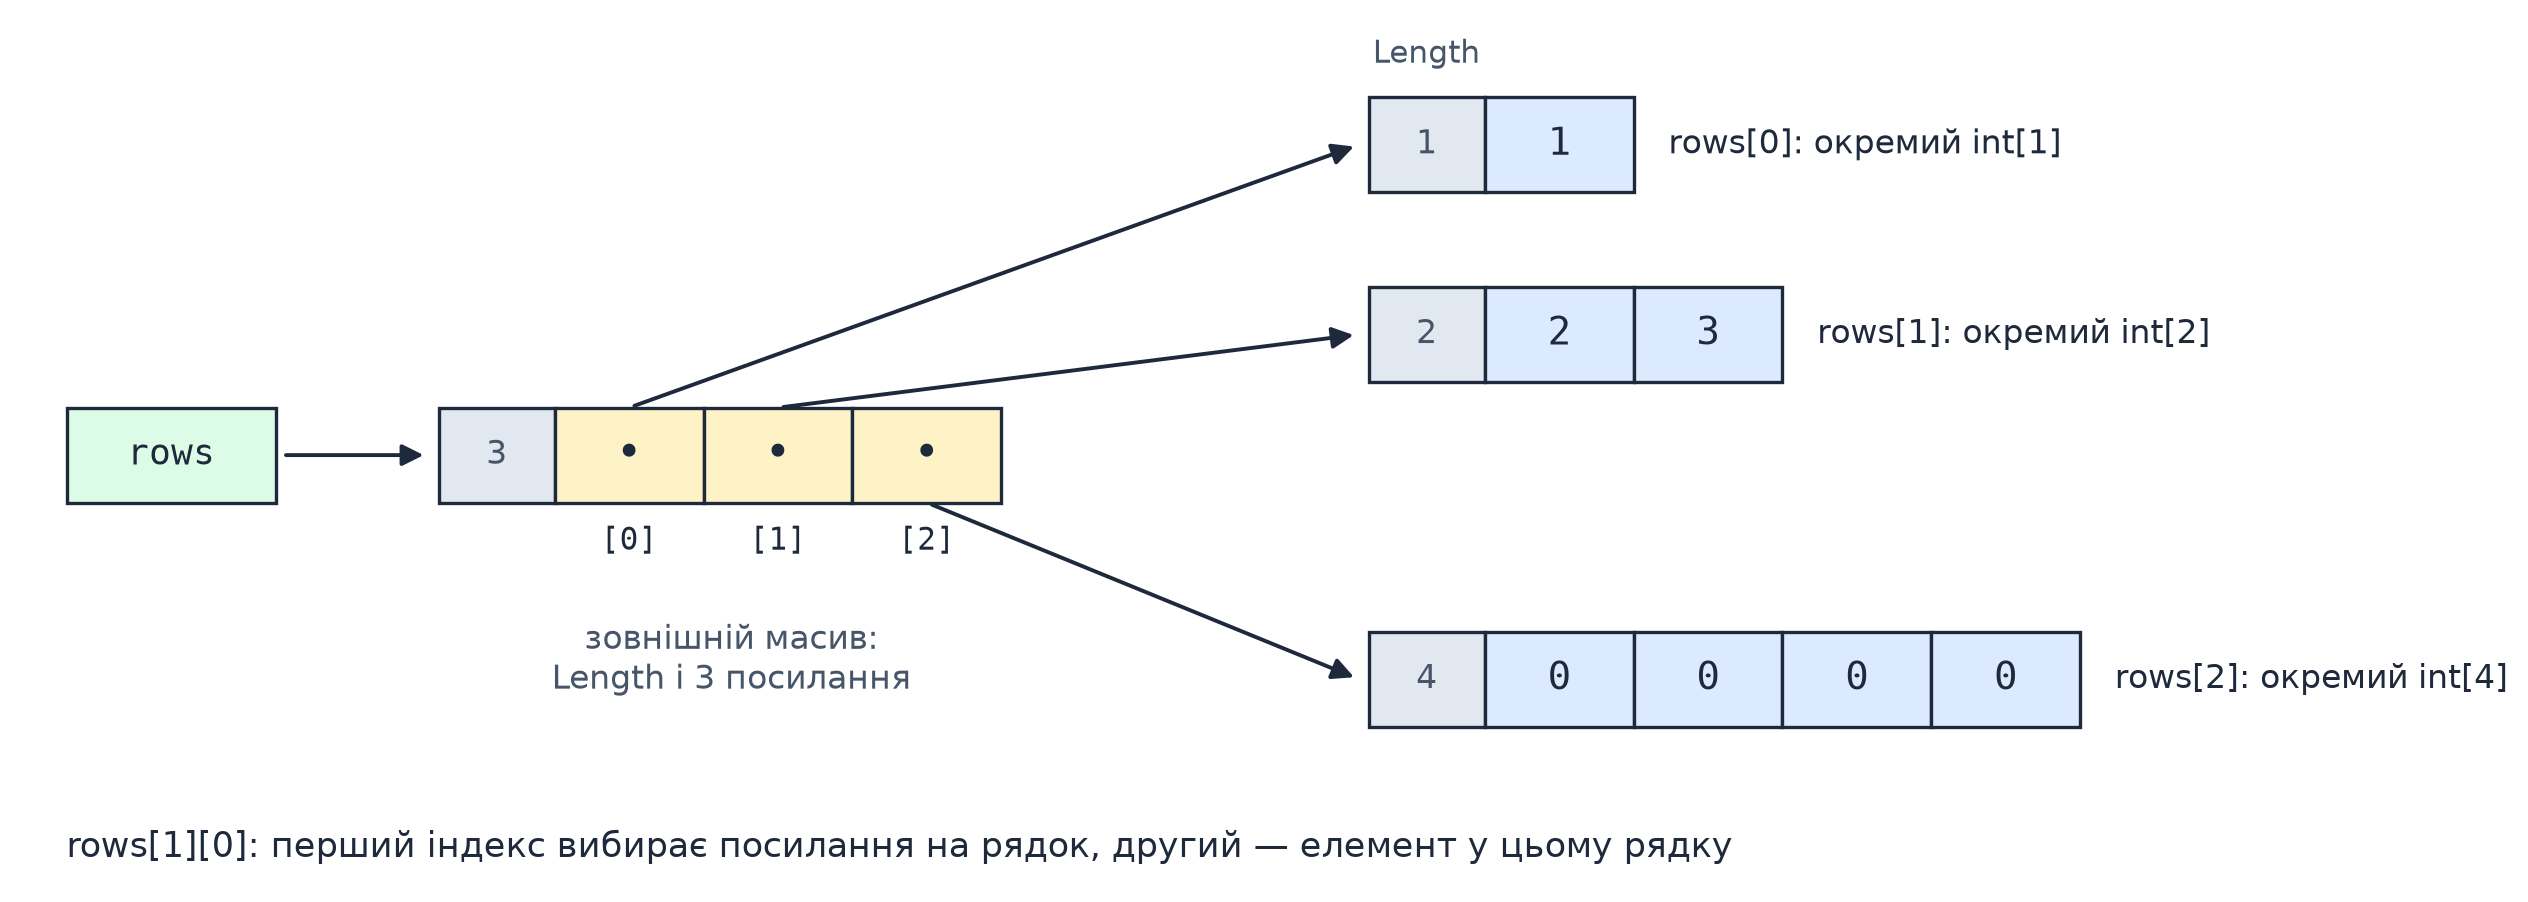 Length
1 1 rows[0]: окремий int[1]
2 2 3 rows[1]: окремий int[2]
rows 3 • • •
[0] [1] [2]
зовнішній масив:
Length і 3 посилання
4 0 0 0 0 rows[2]: окремий int[4]
rows[1][0]: перший індекс вибирає посилання на рядок, другий — елемент у цьому рядку